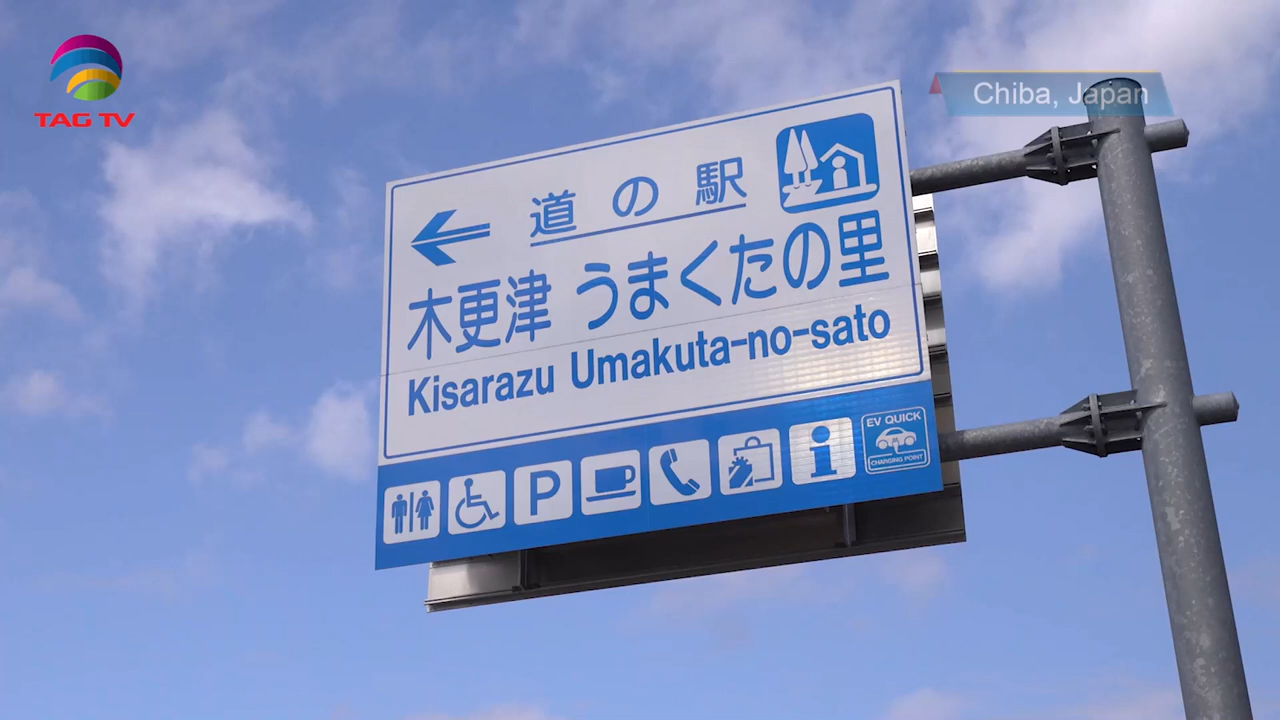 TAG TV
Chiba, Japan
道の駅
木更津 うまくたの里
Kisarazu Umakuta-no-sato
P
i
EV QUICK
CHARGING POINT